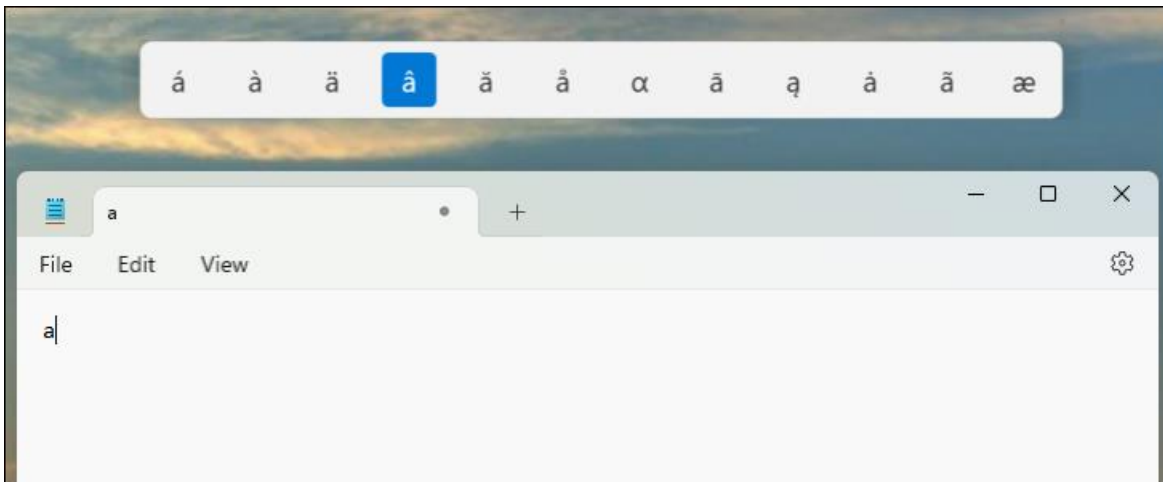 á à ä â ă å α ā ą ȧ ã æ
a
File Edit View
a